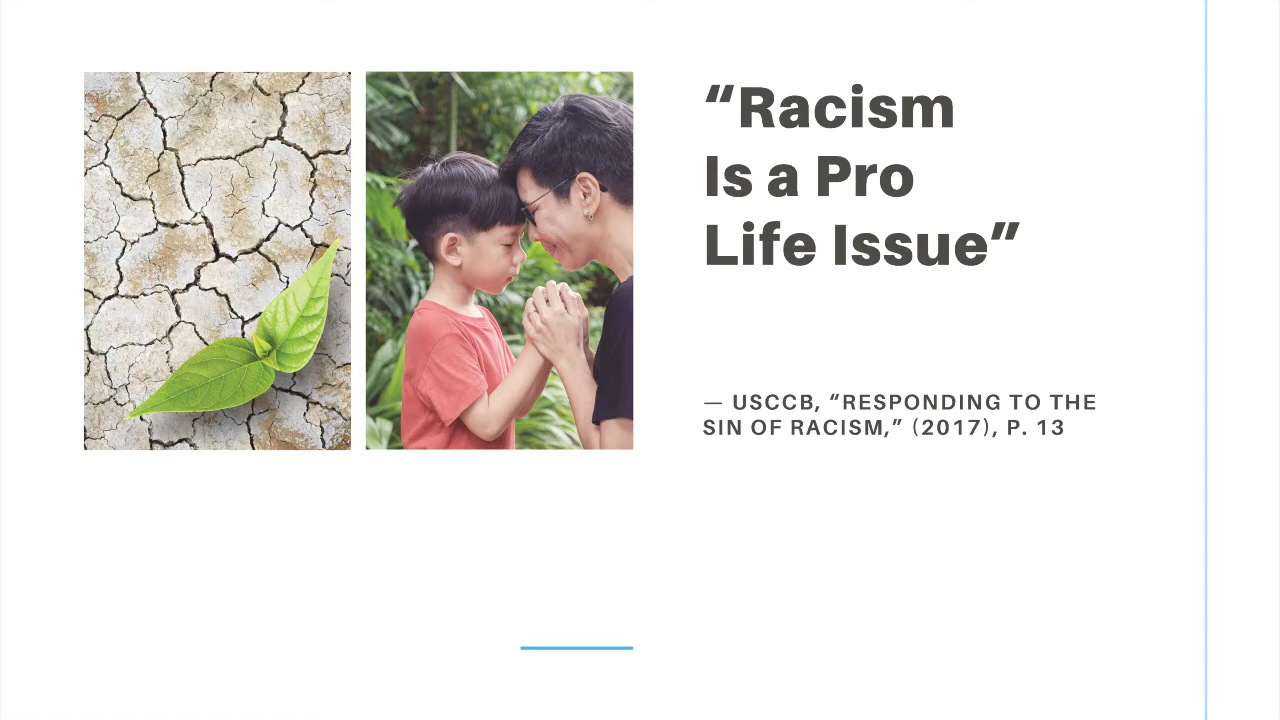 “Racism
Is a Pro
Life Issue”
— USCCB, “RESPONDING TO THE
SIN OF RACISM,” (2017), P. 13